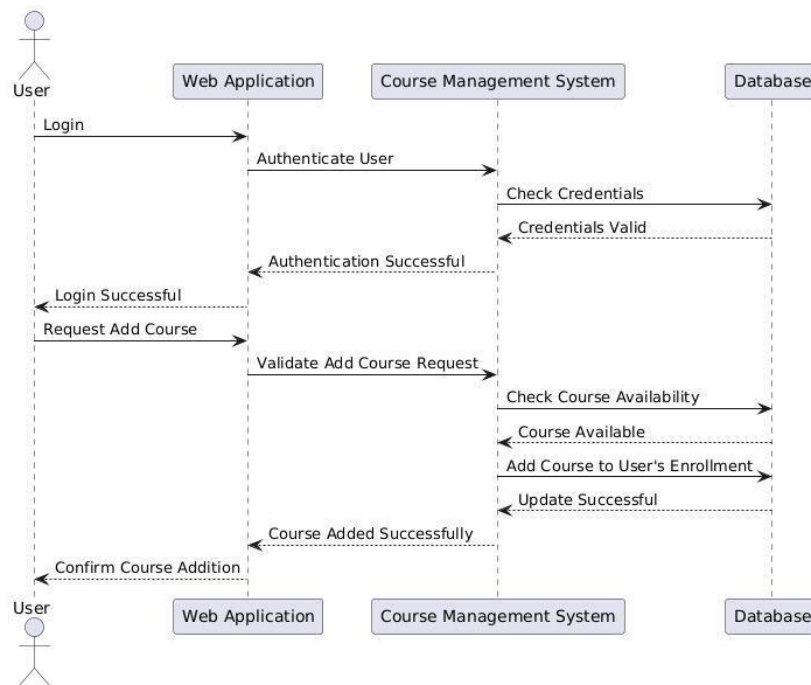 User
Web Application
Course Management System
Database
Login
Authenticate User
Check Credentials
Credentials Valid
Authentication Successful
Login Successful
Request Add Course
Validate Add Course Request
Check Course Availability
Course Available
Add Course to User's Enrollment
Update Successful
Course Added Successfully
Confirm Course Addition
User
Web Application
Course Management System
Database